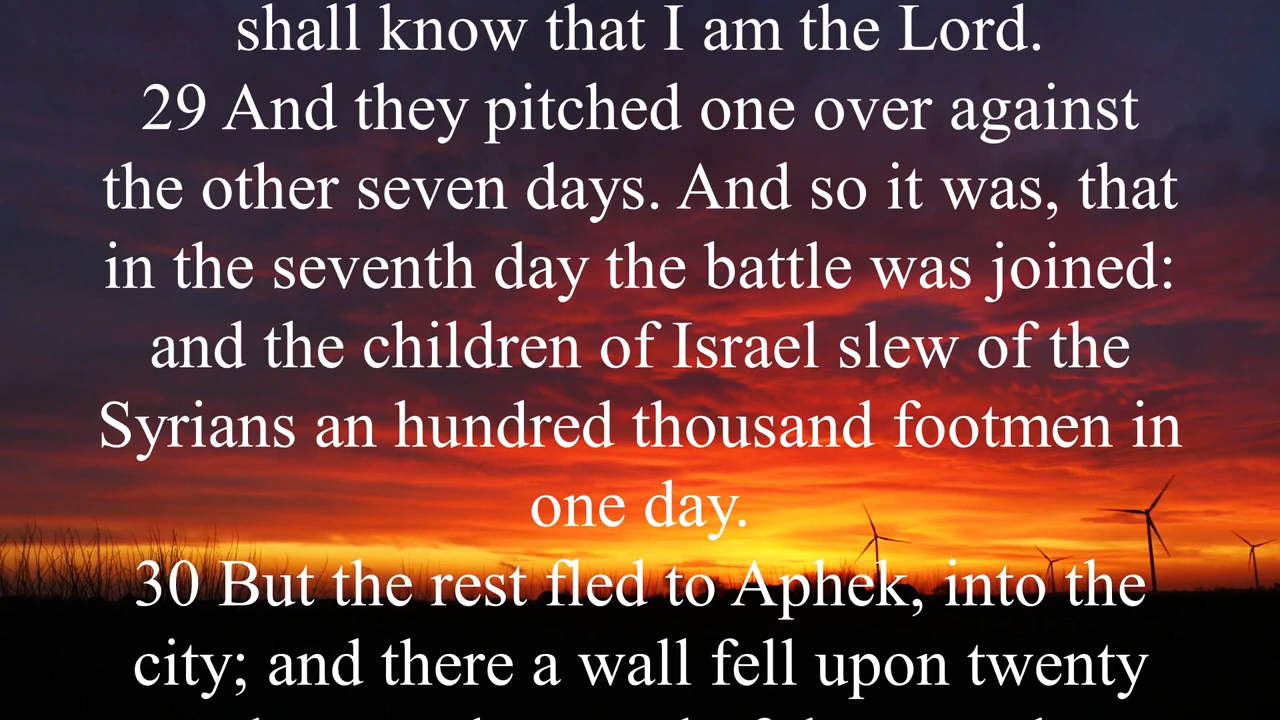 shall know that I am the Lord.
29 And they pitched one over against
the other seven days. And so it was, that
in the seventh day the battle was joined:
and the children of Israel slew of the
Syrians an hundred thousand footmen in
one day.
30 But the rest fled to Aphek, into the
city; and there a wall fell upon twenty